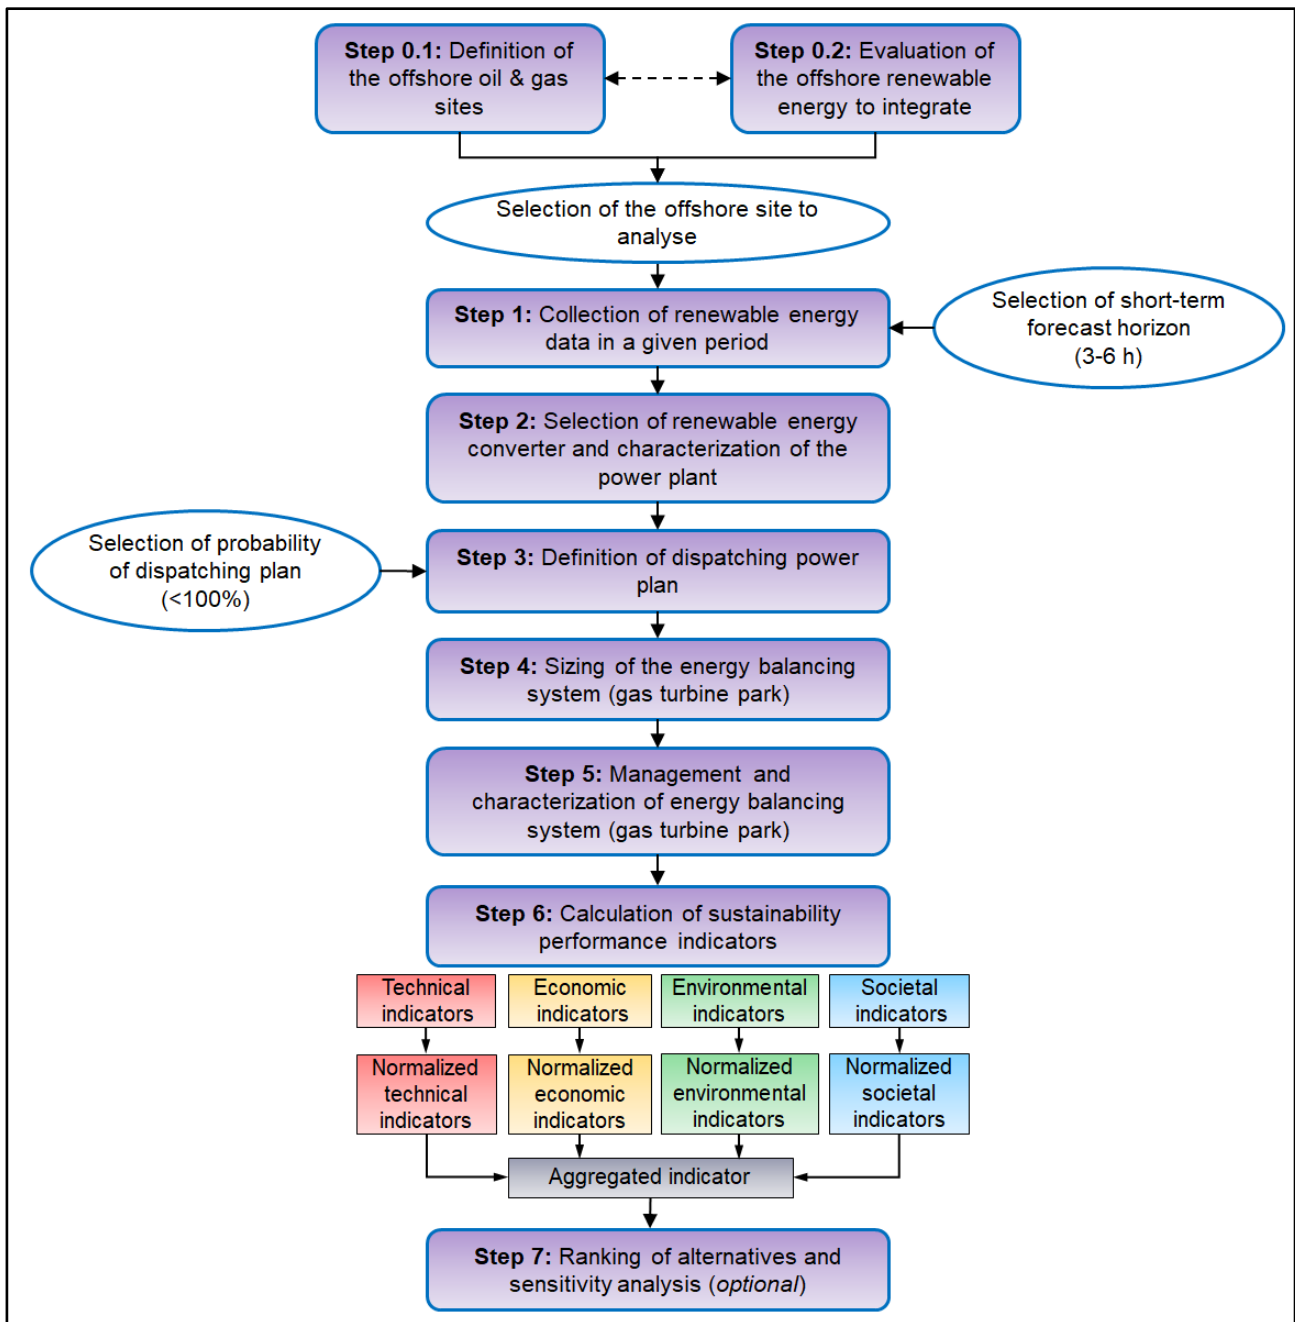 Step 0.1: Definition of
the offshore oil & gas
sites
Step 0.2: Evaluation of
the offshore renewable
energy to integrate
Selection of the offshore site to
analyse
Step 1: Collection of renewable energy
data in a given period
Selection of short-term
forecast horizon
(3-6 h)
Step 2: Selection of renewable energy
converter and characterization of the
power plant
Selection of probability
of dispatching plan
(<100%)
Step 3: Definition of dispatching power
plan
Step 4: Sizing of the energy balancing
system (gas turbine park)
Step 5: Management and
characterization of energy balancing
system (gas turbine park)
Step 6: Calculation of sustainability
performance indicators
Technical
indicators
Economic
indicators
Environmental
indicators
Societal
indicators
Normalized
technical
indicators
Normalized
economic
indicators
Normalized
environmental
indicators
Normalized
societal
indicators
Aggregated indicator
Step 7: Ranking of alternatives and
sensitivity analysis (optional)